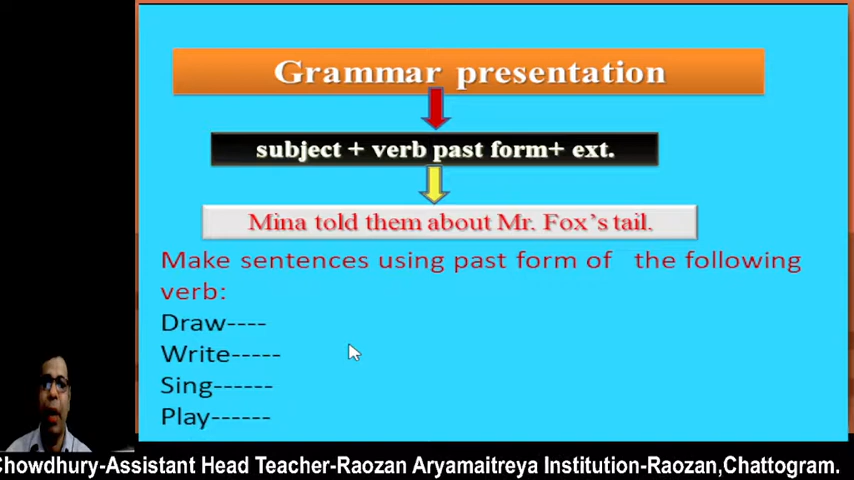 Grammar presentation
subject + verb past form+ ext.
Mina told them about Mr. Fox's tail.
Make sentences using past form of the following
verb:
Draw----
Write-----
Sing------
Play------
Chowdhury-Assistant Head Teacher-Raozan Aryamaitreya Institution-Raozan,Chattogram.